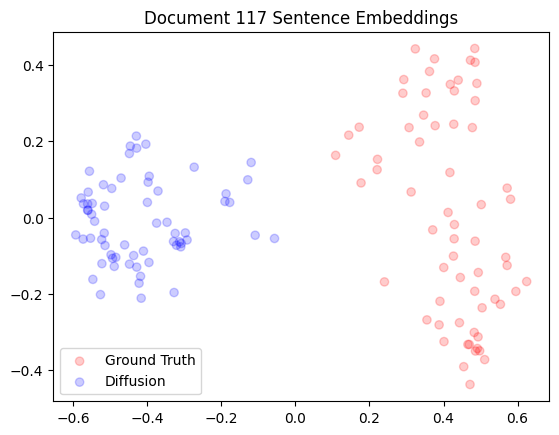 Document 117 Sentence Embeddings
0.4
0.2
0.0
−0.2
−0.4
Ground Truth
Diffusion
−0.6 −0.4 −0.2 0.0 0.2 0.4 0.6